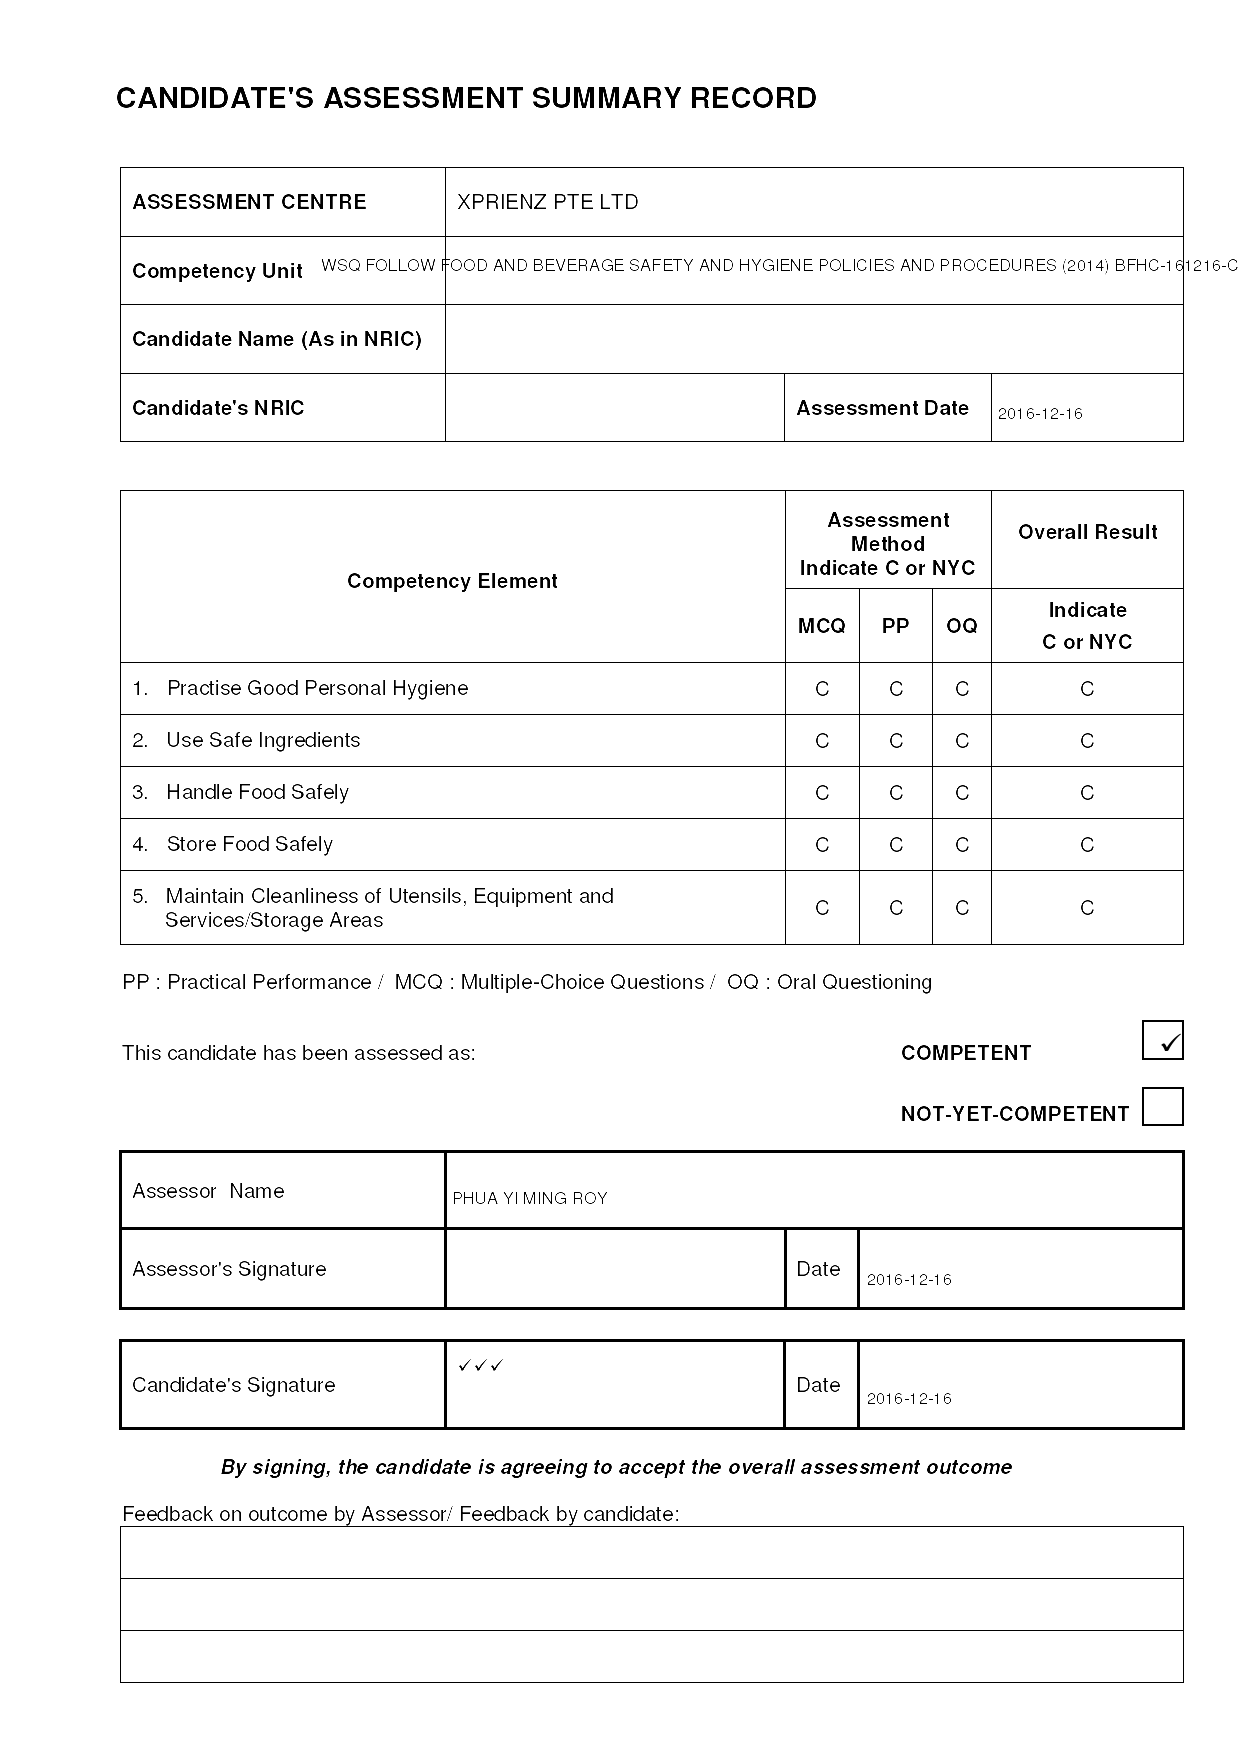 CANDIDATE'S ASSESSMENT SUMMARY RECORD
ASSESSMENT CENTRE XPRIENZ PTE LTD
Competency Unit WSQ FOLLOW FOOD AND BEVERAGE SAFETY AND HYGIENE POLICIES AND PROCEDURES (2014) BFHC-161216-C
Candidate Name (As in NRIC)
Candidate's NRIC Assessment Date 2016-12-16
Competency Element
Assessment
Method
Indicate C or NYC
Overall Result
MCQ PP OQ
Indicate
C or NYC
1. Practise Good Personal Hygiene C C C C
2. Use Safe Ingredients C C C C
3. Handle Food Safely C C C C
4. Store Food Safely C C C C
5. Maintain Cleanliness of Utensils, Equipment and
Services/Storage Areas C C C C
PP : Practical Performance / MCQ : Multiple-Choice Questions / OQ : Oral Questioning
This candidate has been assessed as: COMPETENT ✓
NOT-YET-COMPETENT
Assessor Name PHUA YI MING ROY
Assessor's Signature Date 2016-12-16
Candidate's Signature ✓✓✓ Date 2016-12-16
By signing, the candidate is agreeing to accept the overall assessment outcome
Feedback on outcome by Assessor/ Feedback by candidate: